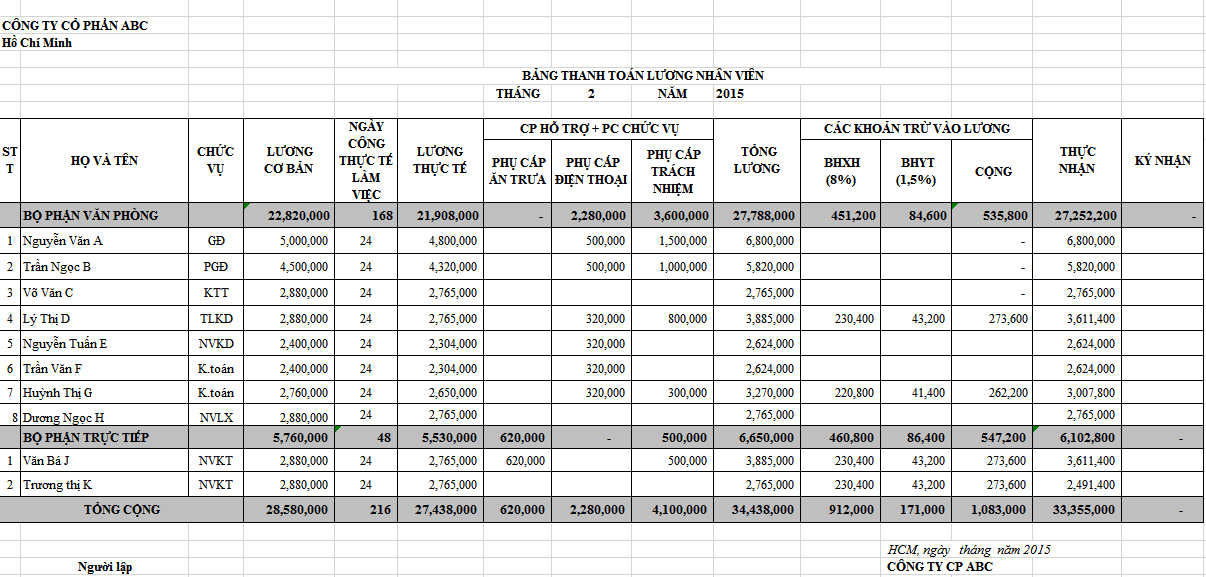 CÔNG TY CỔ PHẦN ABC
Hồ Chí Minh
BẢNG THANH TOÁN LƯƠNG NHÂN VIÊN
THÁNG 2 NĂM 2015
STT HỌ VÀ TÊN CHỨC VỤ LƯƠNG CƠ BẢN NGÀY CÔNG THỰC TẾ LÀM VIỆC LƯƠNG THỰC TẾ CP HỖ TRỢ + PC CHỨC VỤ TỔNG LƯƠNG CÁC KHOẢN TRỪ VÀO LƯƠNG THỰC NHẬN KÝ NHẬN
PHỤ CẤP ĂN TRƯA PHỤ CẤP ĐIỆN THOẠI PHỤ CẤP TRÁCH NHIỆM BHXH (8%) BHYT (1,5%) CỘNG
BỘ PHẬN VĂN PHÒNG 22,820,000 168 21,908,000 - 2,280,000 3,600,000 27,788,000 451,200 84,600 535,800 27,252,200 -
1 Nguyễn Văn A GĐ 5,000,000 24 4,800,000 500,000 1,500,000 6,800,000 - 6,800,000
2 Trần Ngọc B PGĐ 4,500,000 24 4,320,000 500,000 1,000,000 5,820,000 - 5,820,000
3 Võ Văn C KTT 2,880,000 24 2,765,000 2,765,000 - 2,765,000
4 Lý Thị D TLKD 2,880,000 24 2,765,000 320,000 800,000 3,885,000 230,400 43,200 273,600 3,611,400
5 Nguyễn Tuấn E NVKD 2,400,000 24 2,304,000 320,000 2,624,000 2,624,000
6 Trần Văn F K.toán 2,400,000 24 2,304,000 320,000 2,624,000 2,624,000
7 Huỳnh Thị G K.toán 2,760,000 24 2,650,000 320,000 300,000 3,270,000 220,800 41,400 262,200 3,007,800
8 Dương Ngọc H NVLX 2,880,000 24 2,765,000 2,765,000 2,765,000
BỘ PHẬN TRỰC TIẾP 5,760,000 48 5,530,000 620,000 - 500,000 6,650,000 460,800 86,400 547,200 6,102,800 -
1 Văn Bá J NVKT 2,880,000 24 2,765,000 620,000 500,000 3,885,000 230,400 43,200 273,600 3,611,400
2 Trương thị K NVKT 2,880,000 24 2,765,000 2,765,000 230,400 43,200 273,600 2,491,400
TỔNG CỘNG 28,580,000 216 27,438,000 620,000 2,280,000 4,100,000 34,438,000 912,000 171,000 1,083,000 33,355,000 -
HCM, ngày tháng năm 2015
Người lập CÔNG TY CP ABC